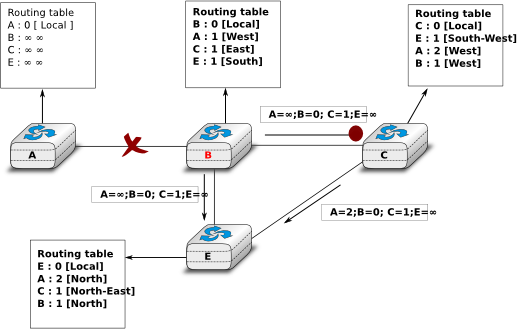 Routing table
A : 0 [ Local ]
B : ∞ ∞
C : ∞ ∞
E : ∞ ∞
Routing table
B : 0 [Local]
A : 1 [West]
C : 1 [East]
E : 1 [South]
Routing table
C : 0 [Local]
E : 1 [South-West]
A : 2 [West]
B : 1 [West]
A=∞;B=0; C=1;E=∞
A
B
C
A=∞;B=0; C=1;E=∞
A=2;B=0; C=1;E=∞
E
Routing table
E : 0 [Local]
A : 2 [North]
C : 1 [North-East]
B : 1 [North]